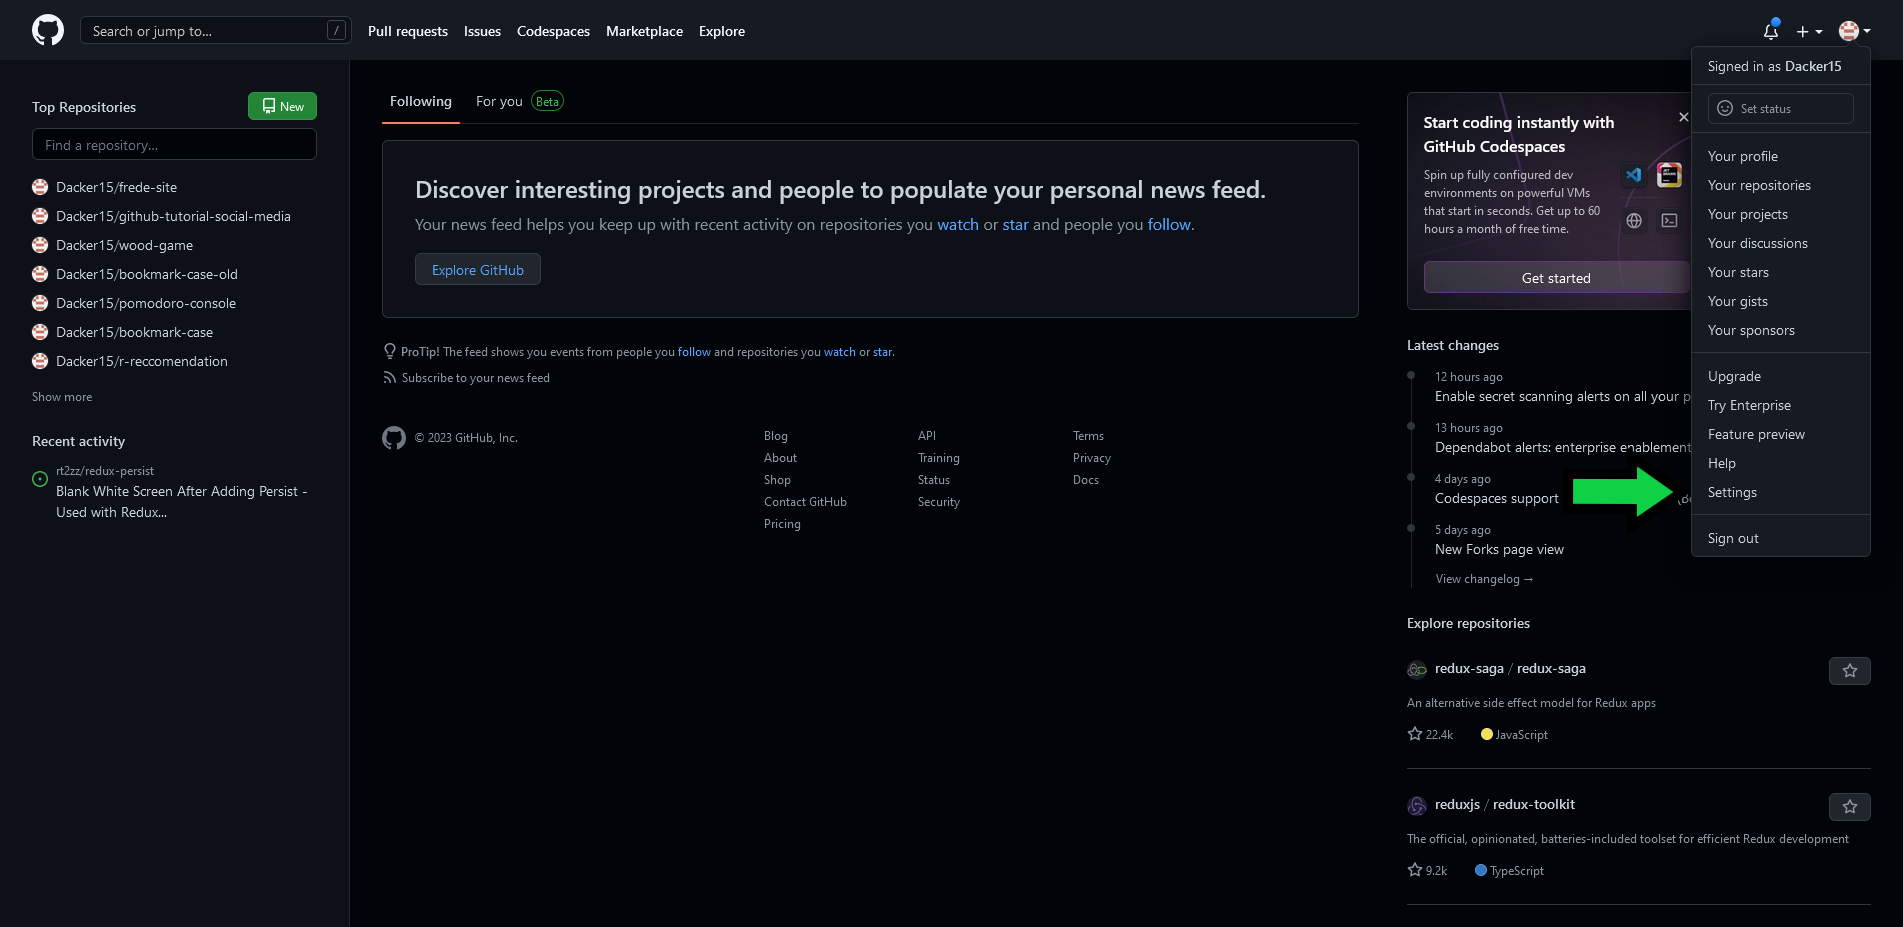 Search or jump to...
/
Pull requests
Issues
Codespaces
Marketplace
Explore
Top Repositories
New
Find a repository...
Dacker15/frede-site
Dacker15/github-tutorial-social-media
Dacker15/wood-game
Dacker15/bookmark-case-old
Dacker15/pomodoro-console
Dacker15/bookmark-case
Dacker15/r-reccomendation
Show more
Recent activity
rt2zz/redux-persist
Blank White Screen After Adding Persist -
Used with Redux...
Following
For you
Beta
Discover interesting projects and people to populate your personal news feed.
Your news feed helps you keep up with recent activity on repositories you watch or star and people you follow.
Explore GitHub
ProTip! The feed shows you events from people you follow and repositories you watch or star.
Subscribe to your news feed
© 2023 GitHub, Inc.
Blog
About
Shop
Contact GitHub
Pricing
API
Training
Status
Security
Terms
Privacy
Docs
Start coding instantly with
GitHub Codespaces
Spin up fully configured dev
environments on powerful VMs
that start in seconds. Get up to 60
hours a month of free time.
Get started
Latest changes
12 hours ago
Enable secret scanning alerts on all your p
13 hours ago
Dependabot alerts: enterprise enablement
4 days ago
Codespaces support
5 days ago
New Forks page view
View changelog →
Explore repositories
redux-saga / redux-saga
An alternative side effect model for Redux apps
22.4k
JavaScript
reduxjs / redux-toolkit
The official, opinionated, batteries-included toolset for efficient Redux development
9.2k
TypeScript
Signed in as Dacker15
Set status
Your profile
Your repositories
Your projects
Your discussions
Your stars
Your gists
Your sponsors
Upgrade
Try Enterprise
Feature preview
Help
Settings
Sign out